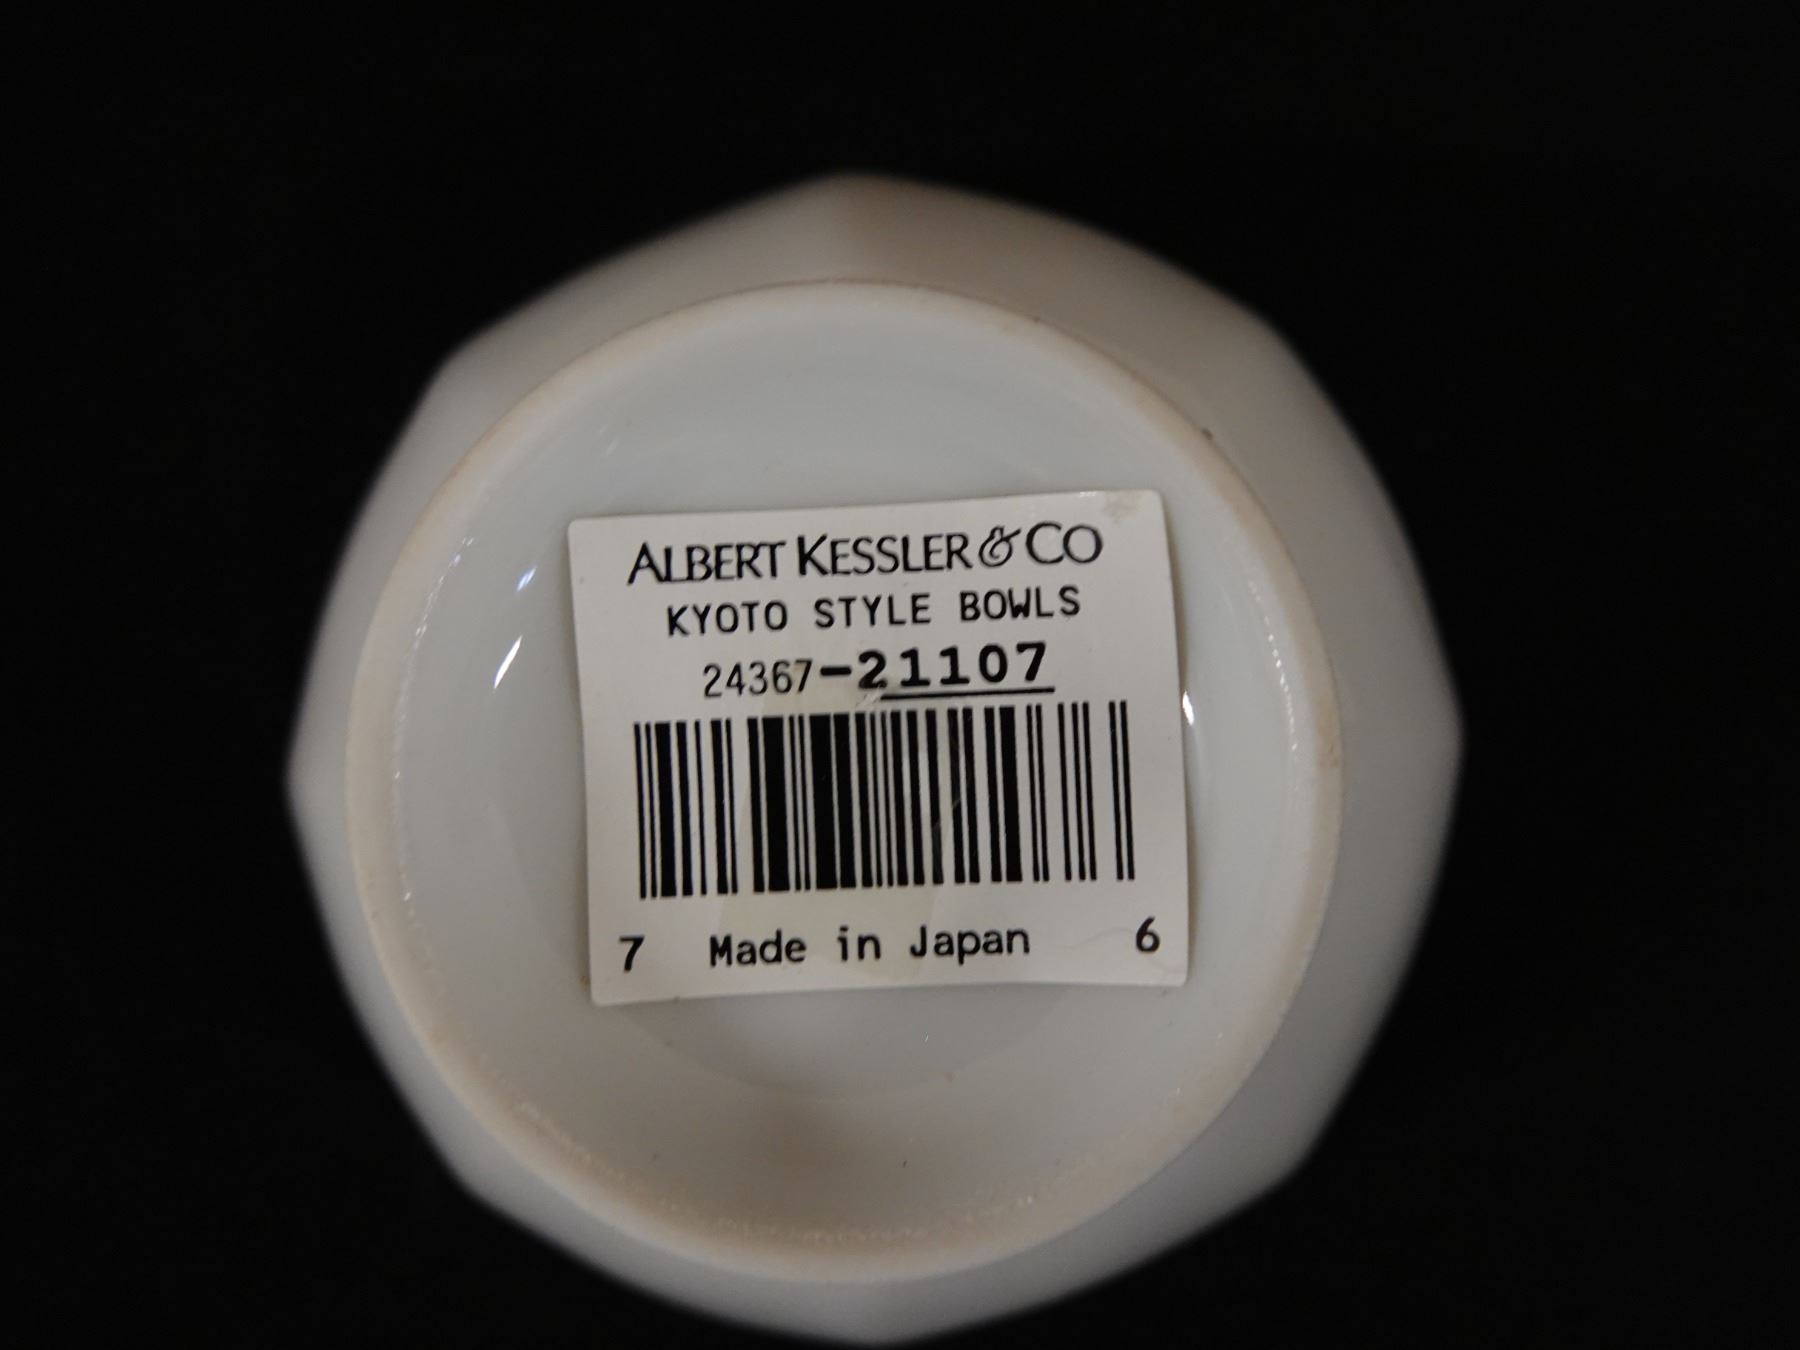 ALBERT KESSLER & CO
KYOTO STYLE BOWLS
24367-21107
7 Made in Japan 6